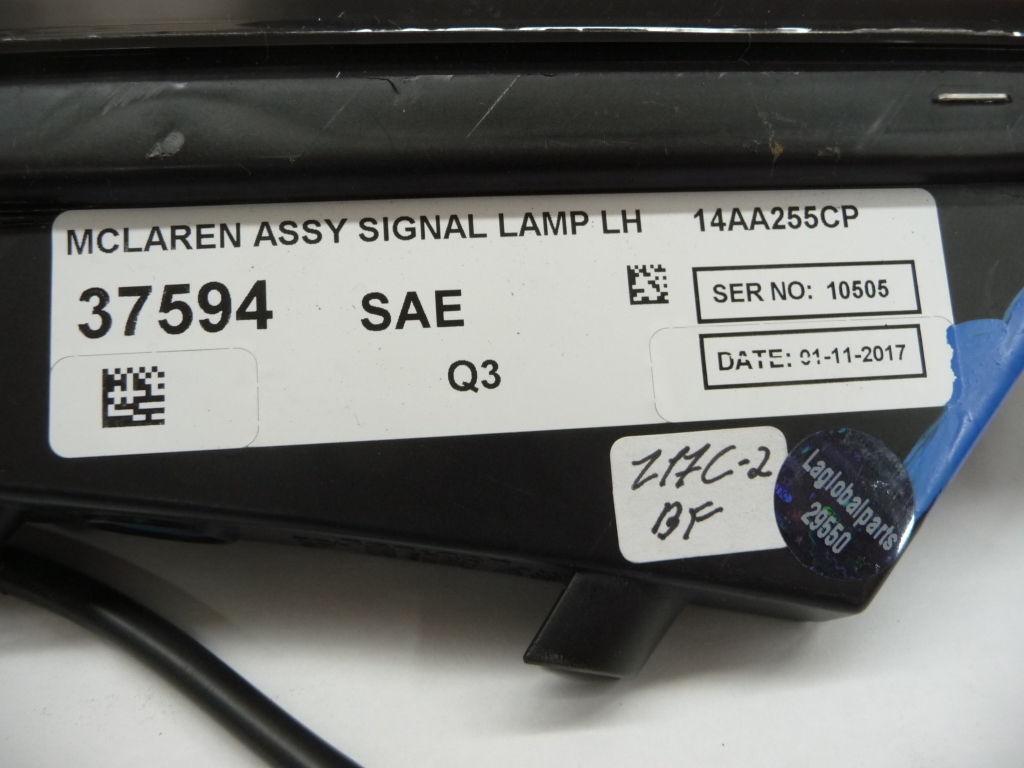 MCLAREN ASSY SIGNAL LAMP LH 14AA255CP
37594 SAE
SER NO: 10505
Q3
DATE: 01-11-2017
Z17C-2
BF
Laglobalparts
29550